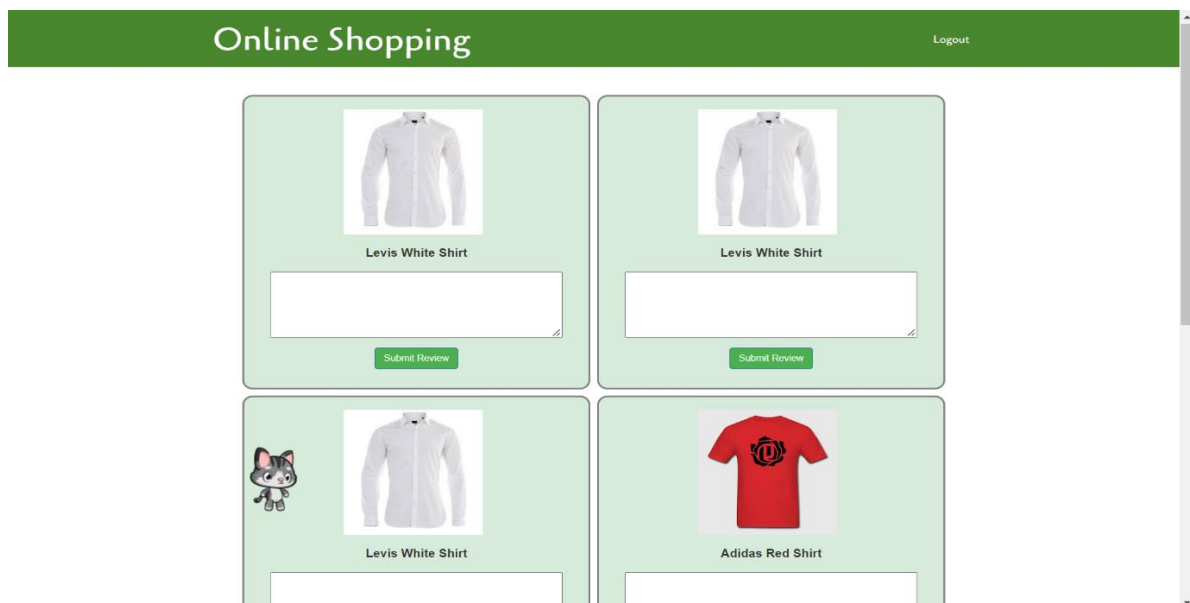 Online Shopping
Logout
Levis White Shirt
Levis White Shirt
Submit Review
Submit Review
U
Levis White Shirt
Adidas Red Shirt